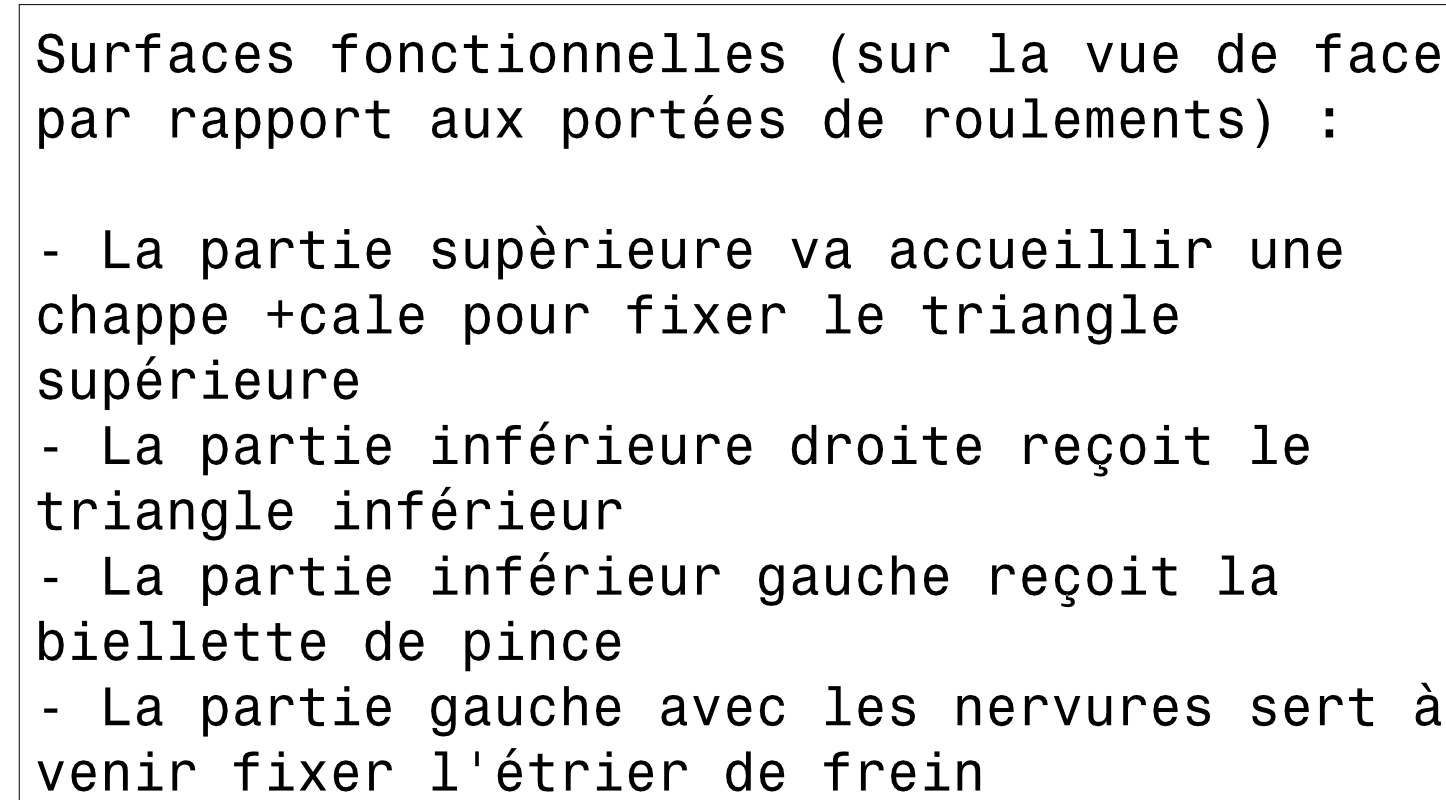 Surfaces fonctionnelles (sur la vue de face
par rapport aux portées de roulements) :
- La partie supèrieure va accueillir une
chappe +cale pour fixer le triangle
supérieure
- La partie inférieure droite reçoit le
triangle inférieur
- La partie inférieur gauche reçoit la
biellette de pince
- La partie gauche avec les nervures sert à
venir fixer l'étrier de frein